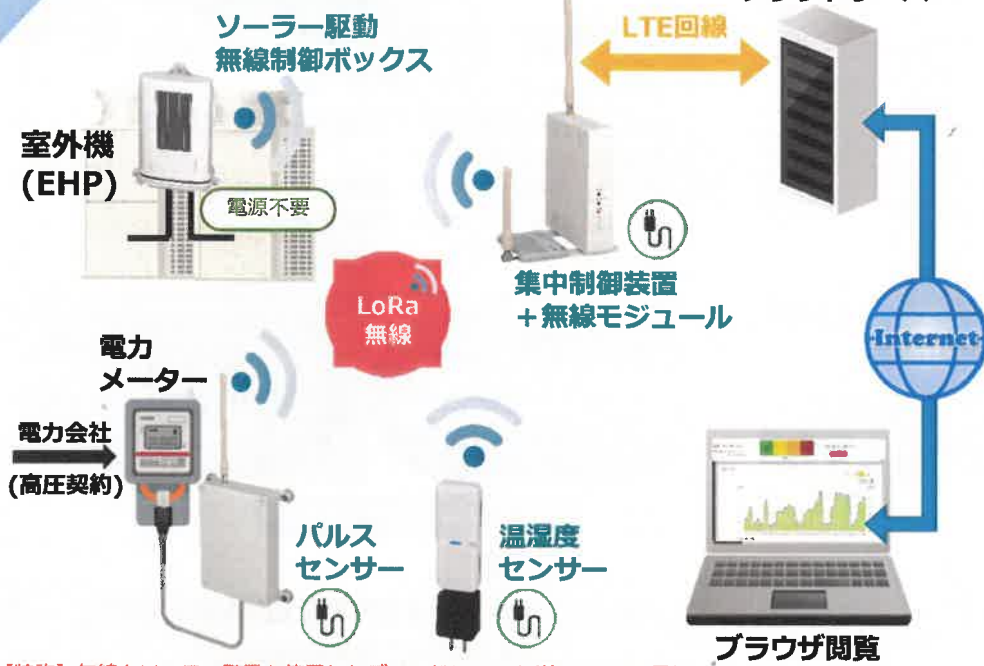 ソーラー駆動
無線制御ボックス
LTE回線
室外機
(EHP)
電源不要
集中制御装置
＋無線モジュール
LoRa
無線
Internet
電力
メーター
電力会社
(高圧契約)
パルス
センサー
温湿度
センサー
ブラウザ閲覧